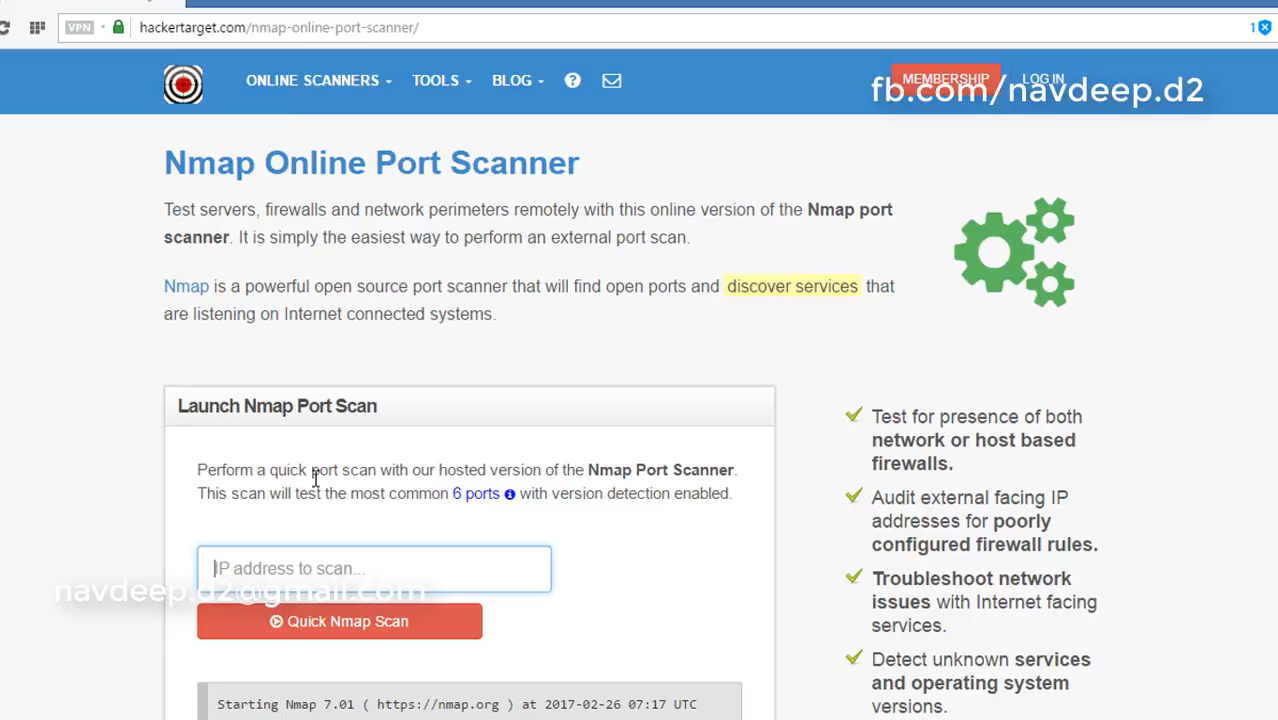 VPN
hackertarget.com/nmap-online-port-scanner/
1
ONLINE SCANNERS
TOOLS
BLOG
?
MEMBERSHIP
LOG IN
fb.com/navdeep.d2
Nmap Online Port Scanner
Test servers, firewalls and network perimeters remotely with this online version of the Nmap port
scanner. It is simply the easiest way to perform an external port scan.
Nmap is a powerful open source port scanner that will find open ports and discover services that
are listening on Internet connected systems.
Launch Nmap Port Scan
Perform a quick port scan with our hosted version of the Nmap Port Scanner.
This scan will test the most common 6 ports with version detection enabled.
IP address to scan...
navdeep.d2@gmail.com
Quick Nmap Scan
Starting Nmap 7.01 ( https://nmap.org ) at 2017-02-26 07:17 UTC
Test for presence of both
network or host based
firewalls.
Audit external facing IP
addresses for poorly
configured firewall rules.
Troubleshoot network
issues with Internet facing
services.
Detect unknown services
and operating system
versions.